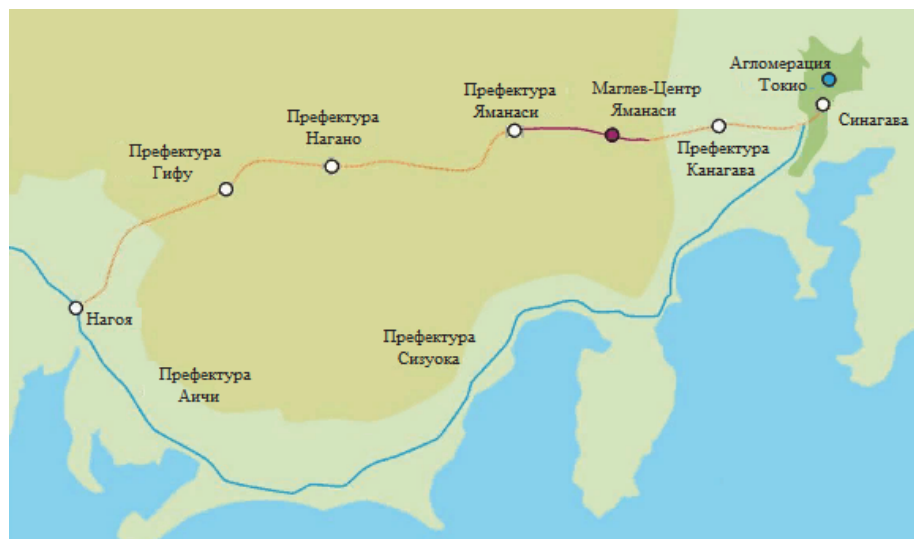 Агломерация
Токио
Синагава
Маглев-Центр
Яманаси
Префектура
Яманаси
Префектура
Канагава
Префектура
Нагано
Префектура
Гифу
Нагоя
Префектура
Сизуока
Префектура
Аичи